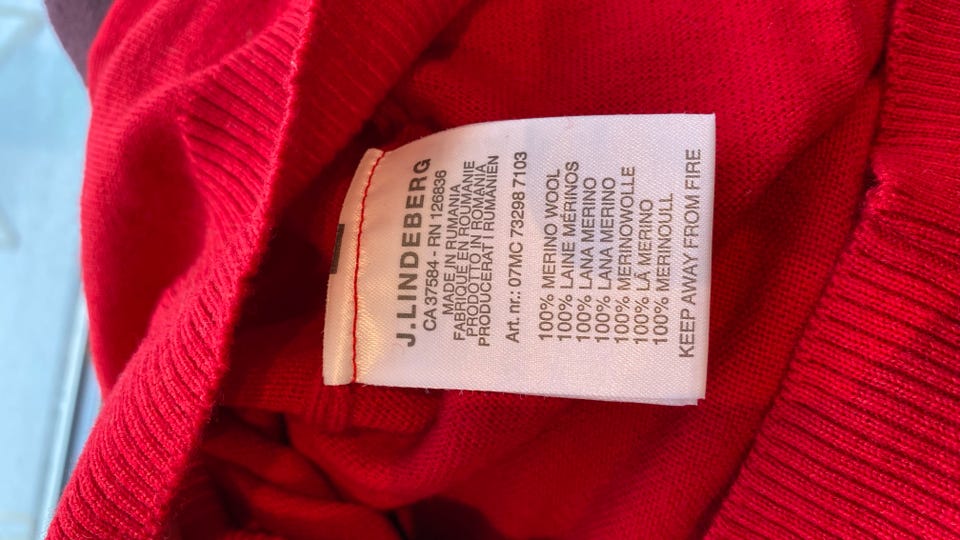 J.LINDEBERG
CA 37584 - RN 126836
MADE IN RUMANIA
FABRIQUÉ EN ROUMANIE
PRODOTTO IN ROMANIA
PRODUCERAT I RUMÄNIEN
Art. nr.: 07MC 73298 7103
100% MERINO WOOL
100% LAINE MÉRINOS
100% LANA MERINO
100% LANA MERINO
100% MERINOWOLLE
100% LÃ MERINO
100% MERINOULL
KEEP AWAY FROM FIRE